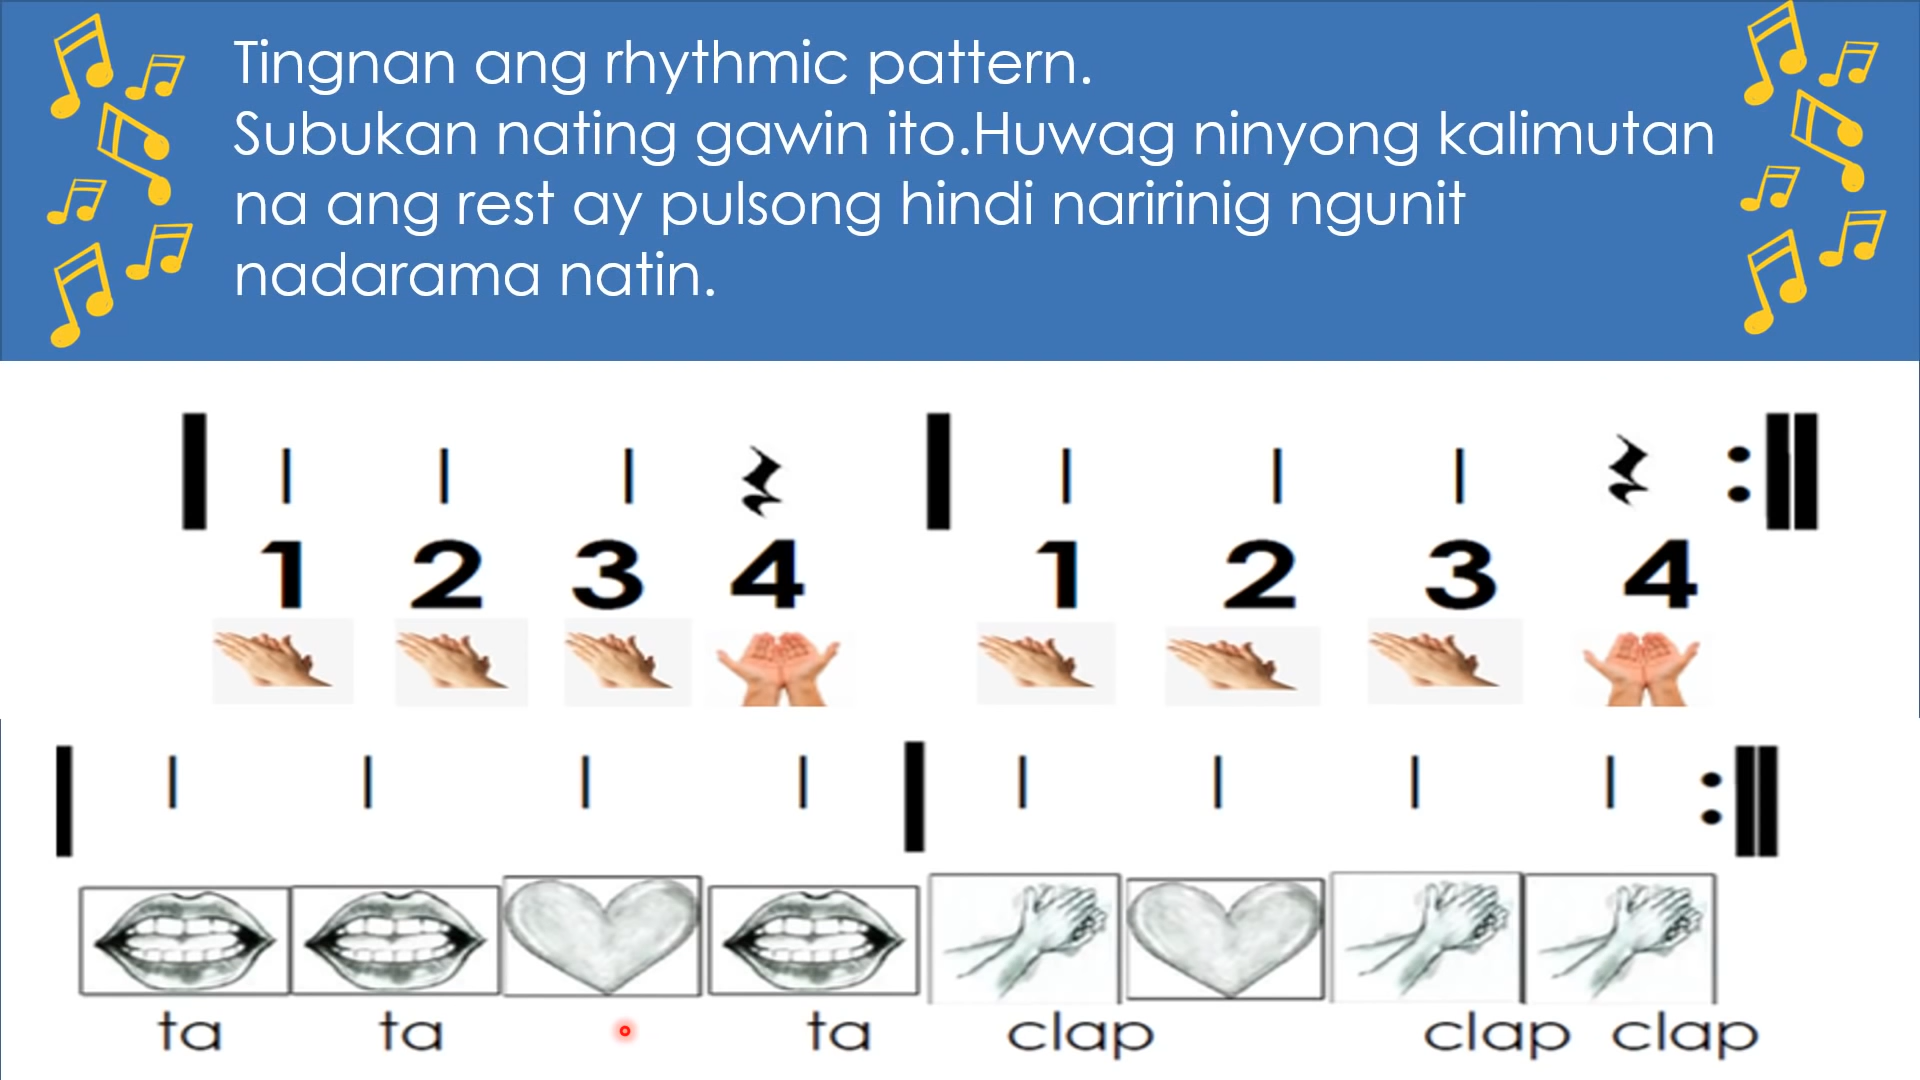 Tingnan ang rhythmic pattern.
Subukan nating gawin ito.Huwag ninyong kalimutan
na ang rest ay pulsong hindi naririnig ngunit
nadarama natin.
1 2 3 4 1 2 3 4
ta ta ta clap clap clap